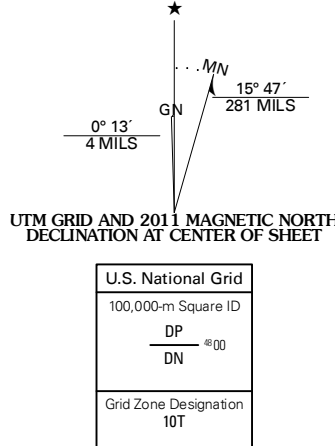 ★
MN
GN
15° 47´
281 MILS
0° 13´
4 MILS
UTM GRID AND 2011 MAGNETIC NORTH
DECLINATION AT CENTER OF SHEET
U.S. National Grid
100,000-m Square ID
DP
4800
DN
Grid Zone Designation
10T